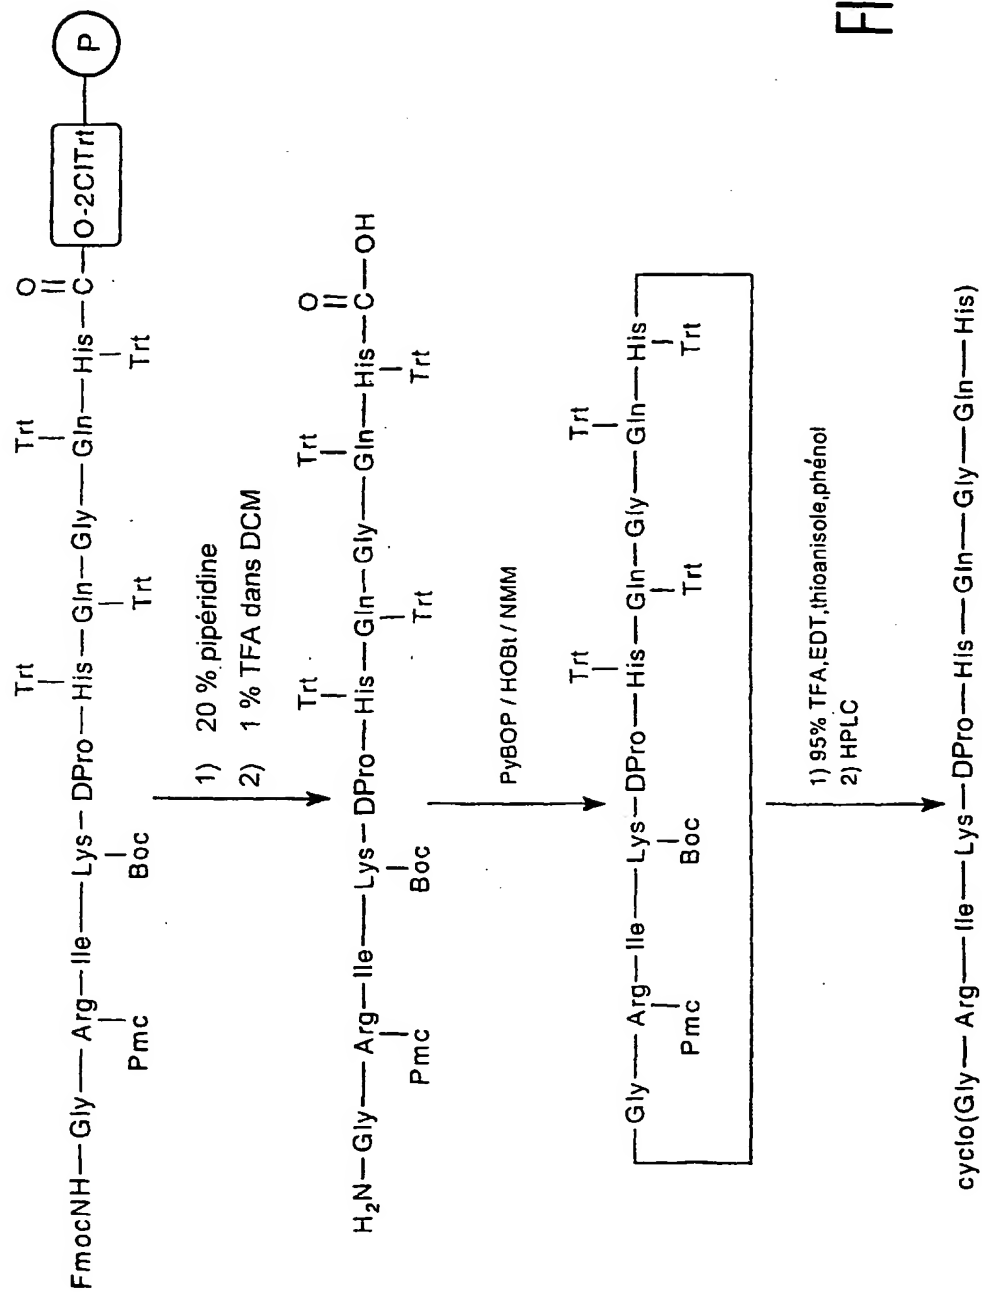 FmocNH—Gly—Arg—Ile—Lys—DPro—His—Gln—Gly—Gln—His—C—O-2ClTrt—P
O
Trt Trt
Pmc Boc Trt Trt
1) 20 % pipéridine
2) 1 % TFA dans DCM
H₂N—Gly—Arg—Ile—Lys—DPro—His—Gln—Gly—Gln—His—C—OH
O
Trt Trt
Pmc Boc Trt Trt
PyBOP / HOBt / NMM
Gly—Arg—Ile—Lys—DPro—His—Gln—Gly—Gln—His
Trt Trt
Pmc Boc Trt Trt
1) 95% TFA,EDT,thioanisole,phénol
2) HPLC
cyclo(Gly—Arg—Ile—Lys—DPro—His—Gln—Gly—Gln—His)